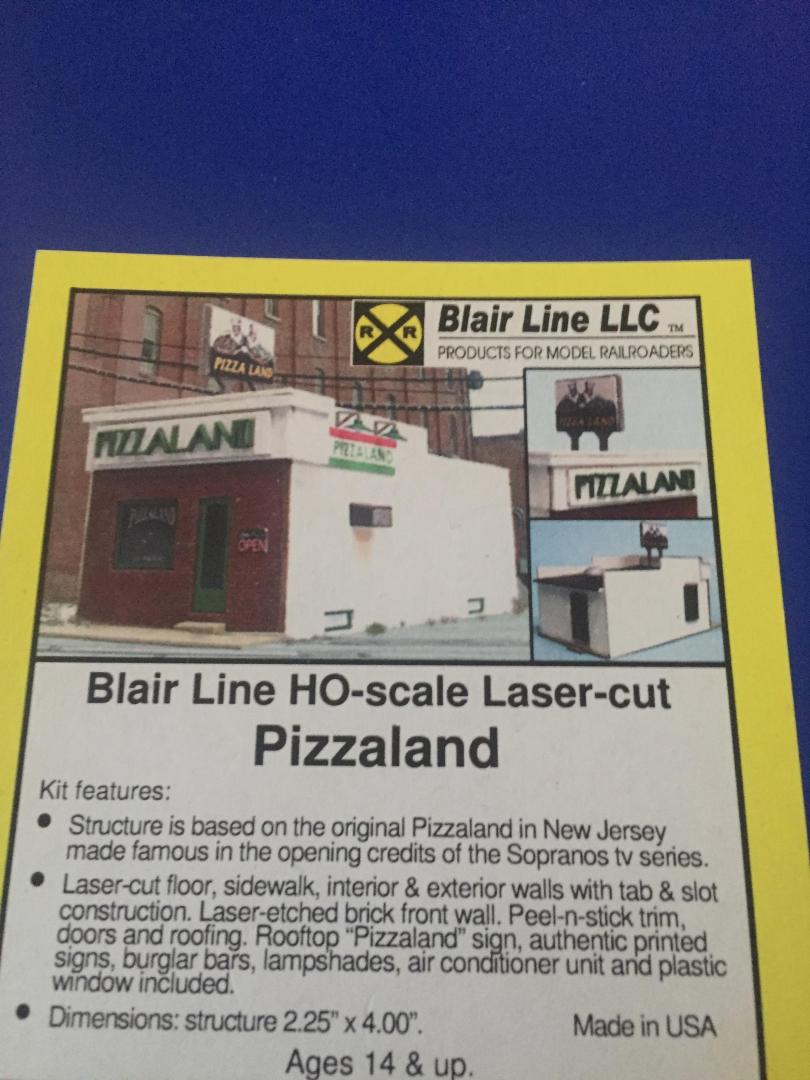 PIZZA LAND
PIZZALAND
PIZZALAND
PIZZALAND
OPEN
R R
Blair Line LLC TM
PRODUCTS FOR MODEL RAILROADERS
PIZZA LAND
PIZZALAND
Blair Line HO-scale Laser-cut
Pizzaland
Kit features:
• Structure is based on the original Pizzaland in New Jersey
made famous in the opening credits of the Sopranos tv series.
• Laser-cut floor, sidewalk, interior & exterior walls with tab & slot
construction. Laser-etched brick front wall. Peel-n-stick trim,
doors and roofing. Rooftop “Pizzaland” sign, authentic printed
signs, burglar bars, lampshades, air conditioner unit and plastic
window included.
• Dimensions: structure 2.25” x 4.00”. Made in USA
Ages 14 & up.